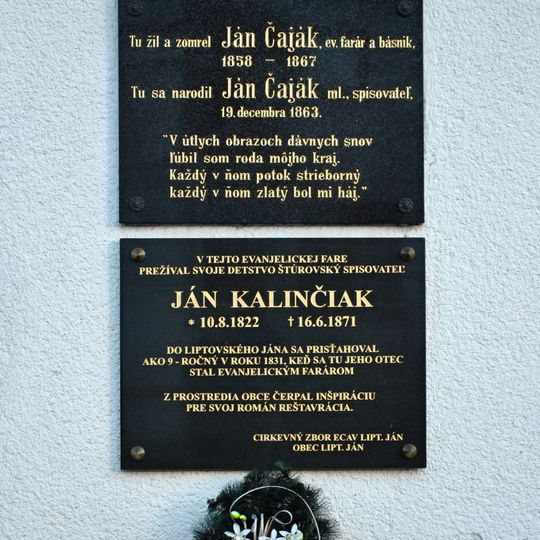 Tu žil a zomrel Ján Čaják, ev. farár a básnik,
1858 – 1867
Tu sa narodil Ján Čaják ml., spisovateľ,
19. decembra 1863.
"V útlych obrazoch dávnych snov
ľúbil som roda môjho kraj.
Každý v ňom potok strieborný
každý v ňom zlatý bol mi háj."
V TEJTO EVANJELICKEJ FARE
PREŽÍVAL SVOJE DETSTVO ŠTÚROVSKÝ SPISOVATEĽ
JÁN KALINČIAK
* 10.8.1822 † 16.6.1871
DO LIPTOVSKÉHO JÁNA SA PRISŤAHOVAL
AKO 9 - ROČNÝ V ROKU 1831, KEĎ SA TU JEHO OTEC
STAL EVANJELICKÝM FARÁROM
Z PROSTREDIA OBCE ČERPAL INŠPIRÁCIU
PRE SVOJ ROMÁN REŠTAVRÁCIA.
CIRKEVNÝ ZBOR ECAV LIPT. JÁN
OBEC LIPT. JÁN